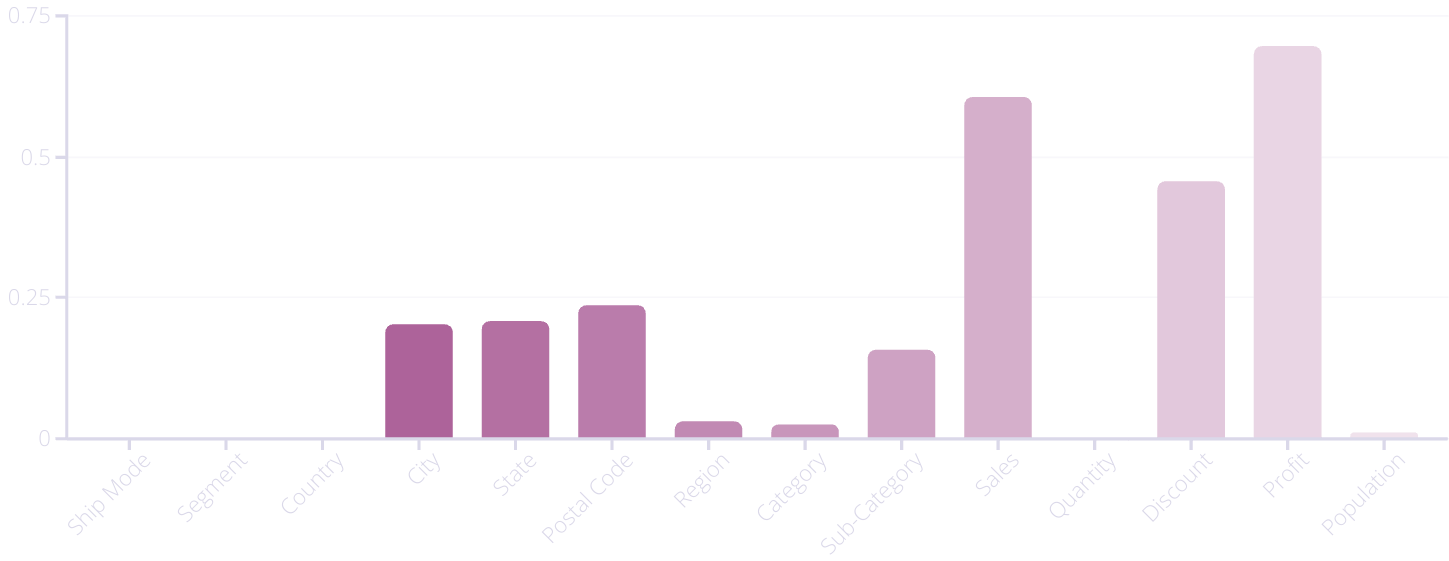 0.75
0.5
0.25
0
Ship Mode
Segment
Country
City
State
Postal Code
Region
Category
Sub-Category
Sales
Quantity
Discount
Profit
Population